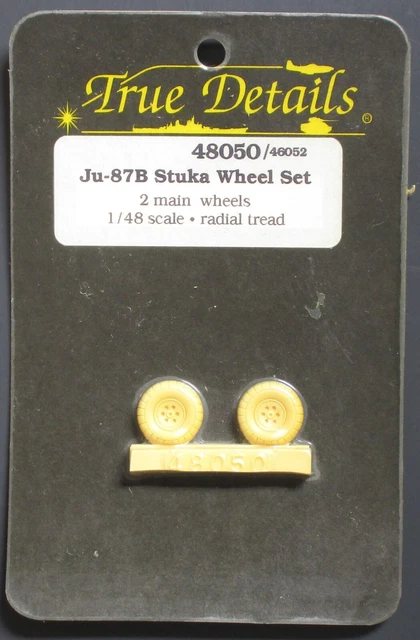 True Details ®
48050/46052
Ju-87B Stuka Wheel Set
2 main wheels
1/48 scale • radial tread
48050